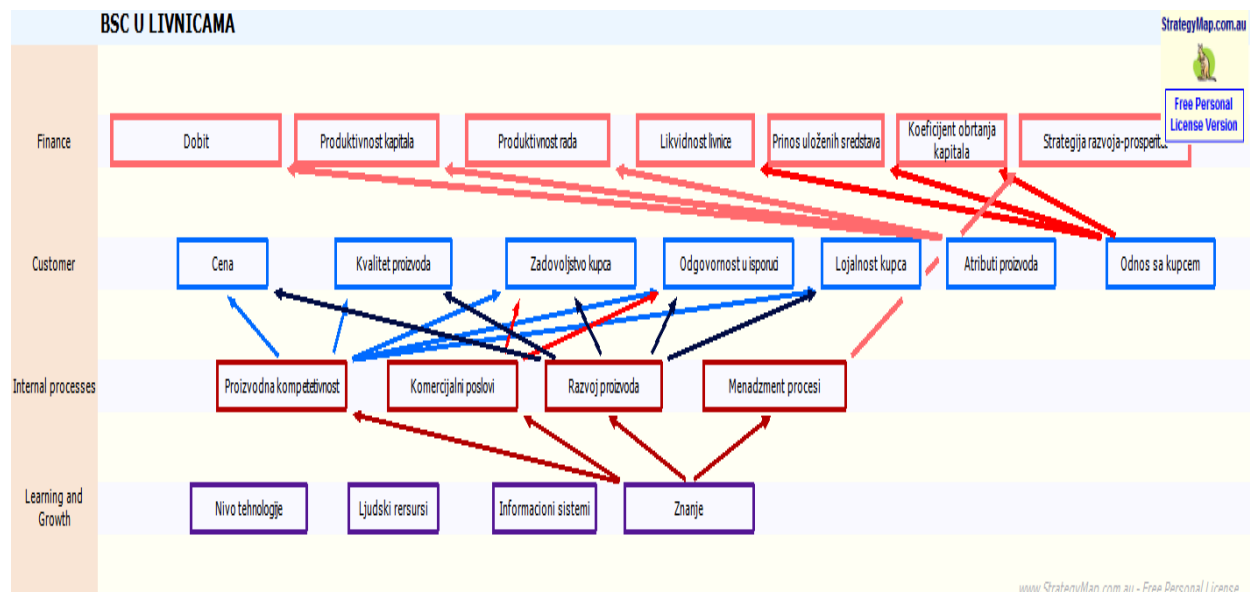 BSC U LIVNICAMA
StrategyMap.com.au
Free Personal
License Version
Finance
Dobit
Produktivnost kapitala
Produktivnost rada
Likvidnost livnice
Prinos uloženih sredstava
Koeficijent obrtanja
kapitala
Strategija razvoja-prosperitet
Customer
Cena
Kvalitet proizvoda
Zadovoljstvo kupca
Odgovornost u isporuci
Lojalnost kupca
Atributi proizvoda
Odnos sa kupcem
Internal processes
Proizvodna kompetetivnost
Komercijalni poslovi
Razvoj proizvoda
Menadzment procesi
Learning and
Growth
Nivo tehnologije
Ljudski rersursi
Informacioni sistemi
Znanje
www.StrategyMap.com.au - Free Personal License